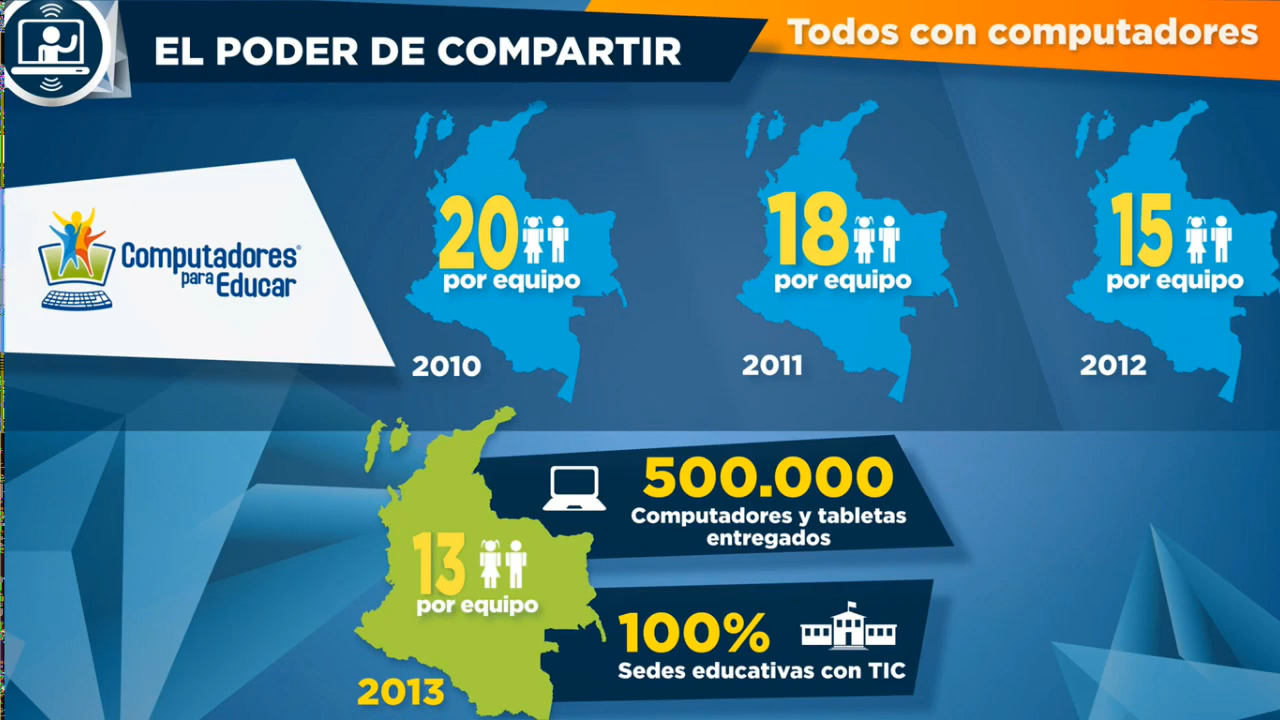 EL PODER DE COMPARTIR
Todos con computadores
Computadores®
para
Educar
20
por equipo
2010
18
por equipo
2011
15
por equipo
2012
13
por equipo
2013
500.000
Computadores y tabletas
entregados
100%
Sedes educativas con TIC